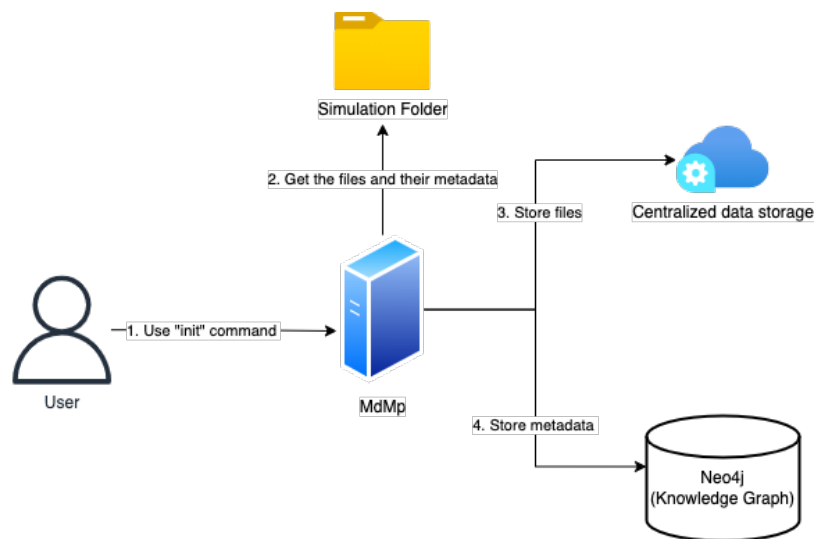 Simulation Folder
2. Get the files and their metadata
3. Store files
Centralized data storage
1. Use "init" command
User
MdMp
4. Store metadata
Neo4j
(Knowledge Graph)